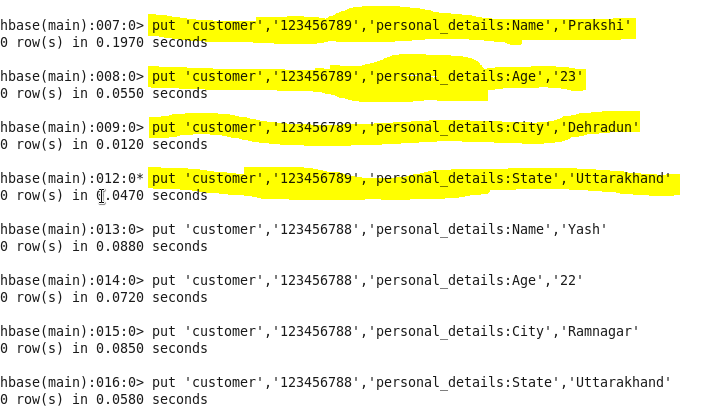 hbase(main):007:0> put 'customer','123456789','personal_details:Name','Prakshi'
0 row(s) in 0.1970 seconds
hbase(main):008:0> put 'customer','123456789','personal_details:Age','23'
0 row(s) in 0.0550 seconds
hbase(main):009:0> put 'customer','123456789','personal_details:City','Dehradun'
0 row(s) in 0.0120 seconds
hbase(main):012:0* put 'customer','123456789','personal_details:State','Uttarakhand'
0 row(s) in 0.0470 seconds
hbase(main):013:0> put 'customer','123456788','personal_details:Name','Yash'
0 row(s) in 0.0880 seconds
hbase(main):014:0> put 'customer','123456788','personal_details:Age','22'
0 row(s) in 0.0720 seconds
hbase(main):015:0> put 'customer','123456788','personal_details:City','Ramnagar'
0 row(s) in 0.0850 seconds
hbase(main):016:0> put 'customer','123456788','personal_details:State','Uttarakhand'
0 row(s) in 0.0580 seconds